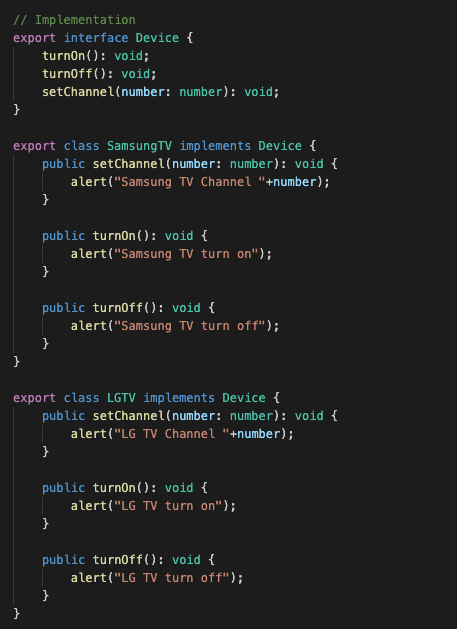 // Implementation
export interface Device {
    turnOn(): void;
    turnOff(): void;
    setChannel(number: number): void;
}

export class SamsungTV implements Device {
    public setChannel(number: number): void {
        alert("Samsung TV Channel "+number);
    }

    public turnOn(): void {
        alert("Samsung TV turn on");
    }

    public turnOff(): void {
        alert("Samsung TV turn off");
    }
}

export class LGTV implements Device {
    public setChannel(number: number): void {
        alert("LG TV Channel "+number);
    }

    public turnOn(): void {
        alert("LG TV turn on");
    }

    public turnOff(): void {
        alert("LG TV turn off");
    }
}